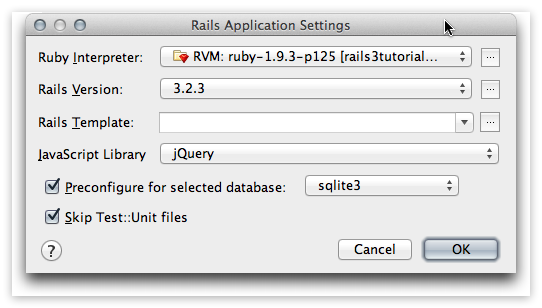 Rails Application Settings
Ruby Interpreter: RVM: ruby-1.9.3-p125 [rails3tutorial... ...
Rails Version: 3.2.3 ...
Rails Template: ...
JavaScript Library jQuery
Preconfigure for selected database: sqlite3
Skip Test::Unit files
? Cancel OK